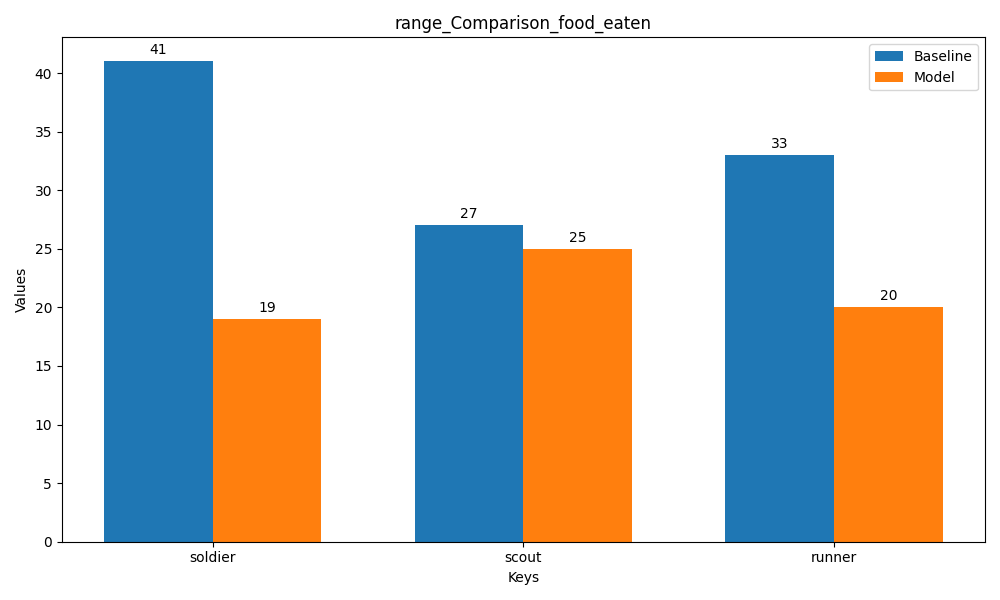 range_Comparison_food_eaten
Baseline
Model
Values
40
35
30
25
20
15
10
5
0
41
19
27
25
33
20
soldier
scout
runner
Keys